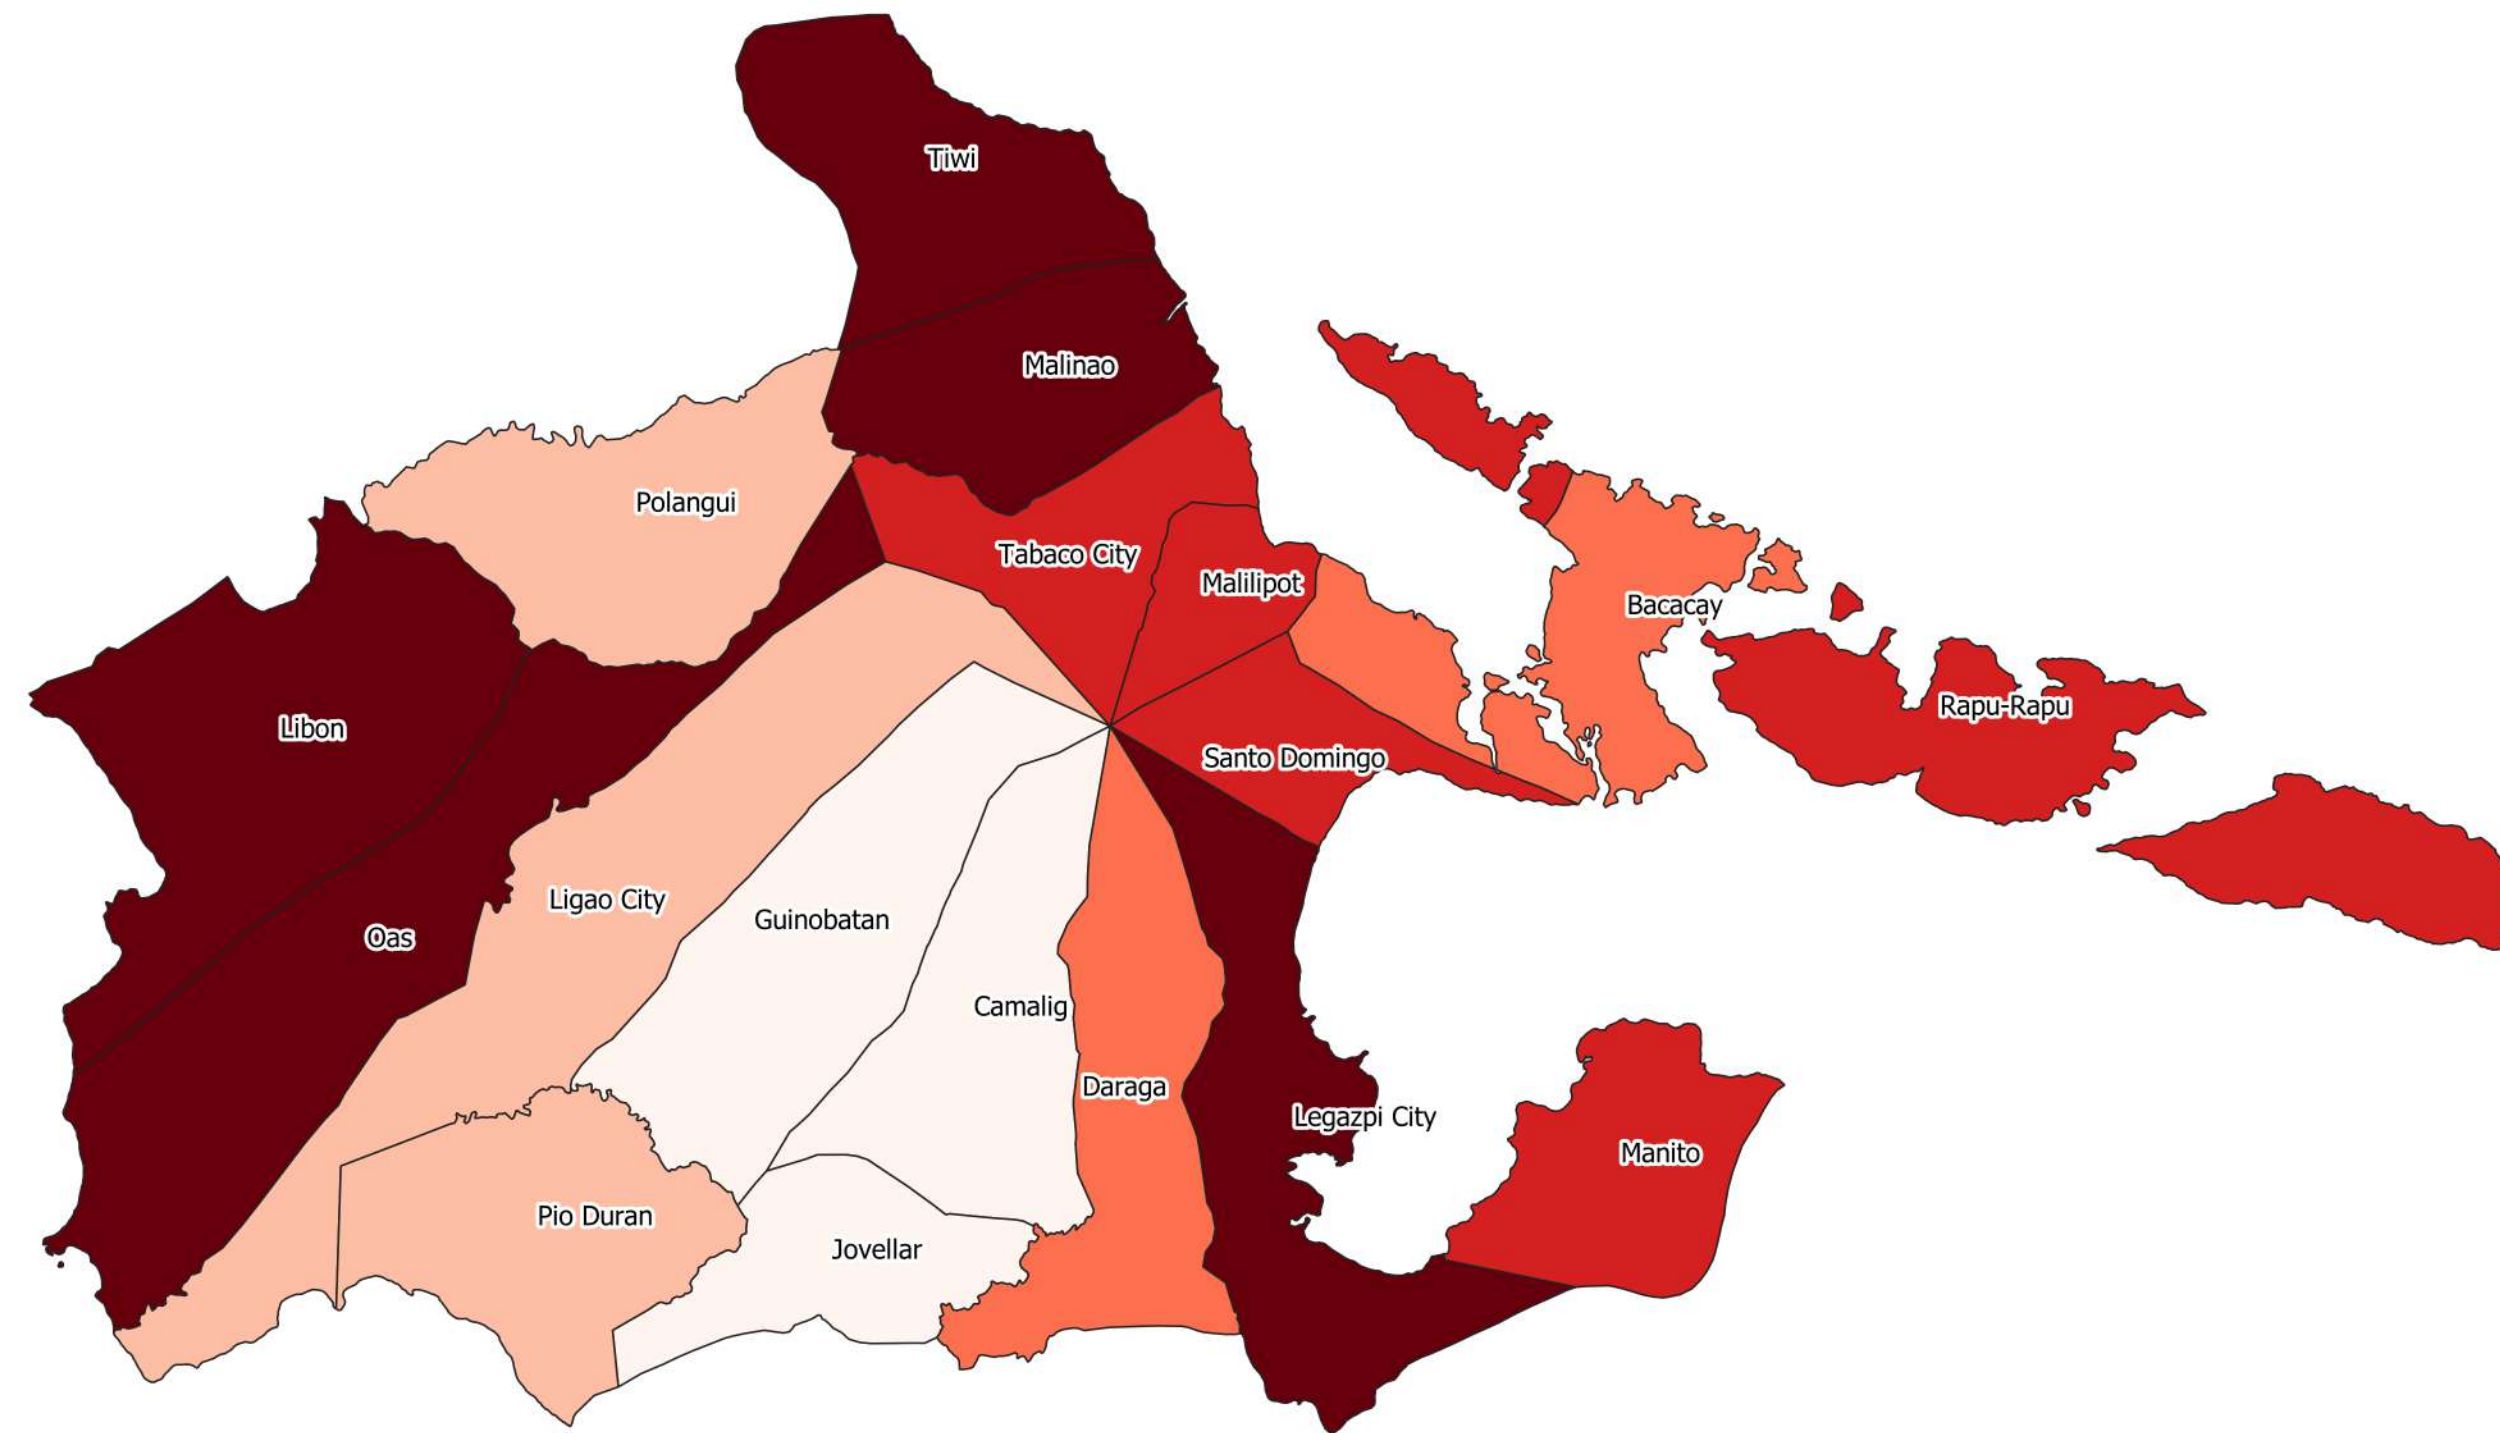 Tiwi
Malinao
Polangui
Tabaco City
Malilipot
Bacacay
Rapu-Rapu
Libon
Santo Domingo
Oas
Ligao City
Guinobatan
Camalig
Daraga
Legazpi City
Manito
Pio Duran
Jovellar